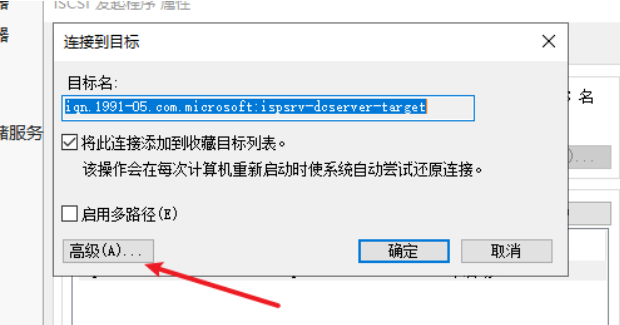 iSCSI 发起程序 属性
器
连接到目标
目标名:
iqn.1991-05.com.microsoft:ispsrv-dcserver-target
名
储服务
将此连接添加到收藏目标列表。
该操作会在每次计算机重新启动时使系统自动尝试还原连接。
启用多路径(E)
高级(A)...
确定
取消